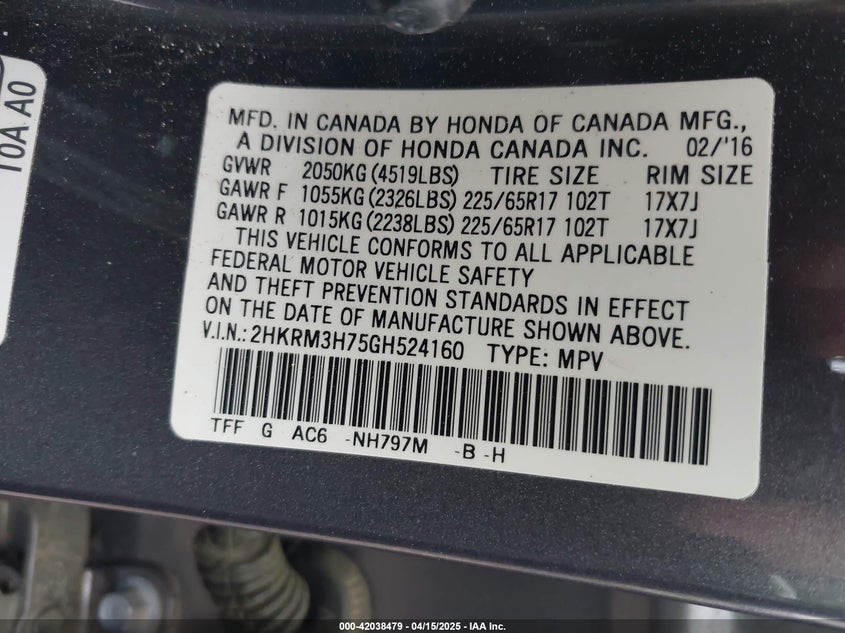 10A A0
MFD. IN CANADA BY HONDA OF CANADA MFG.,
A DIVISION OF HONDA CANADA INC. 02/'16
GVWR 2050KG(4519LBS) TIRE SIZE RIM SIZE
GAWR F 1055KG(2326LBS) 225/65R17 102T 17X7J
GAWR R 1015KG(2238LBS) 225/65R17 102T 17X7J
THIS VEHICLE CONFORMS TO ALL APPLICABLE
FEDERAL MOTOR VEHICLE SAFETY
AND THEFT PREVENTION STANDARDS IN EFFECT
ON THE DATE OF MANUFACTURE SHOWN ABOVE.
V.I.N.: 2HKRM3H75GH524160 TYPE: MPV
TFF G AC6 -NH797M -B -H
000-42038479 - 04/15/2025 - IAA Inc.